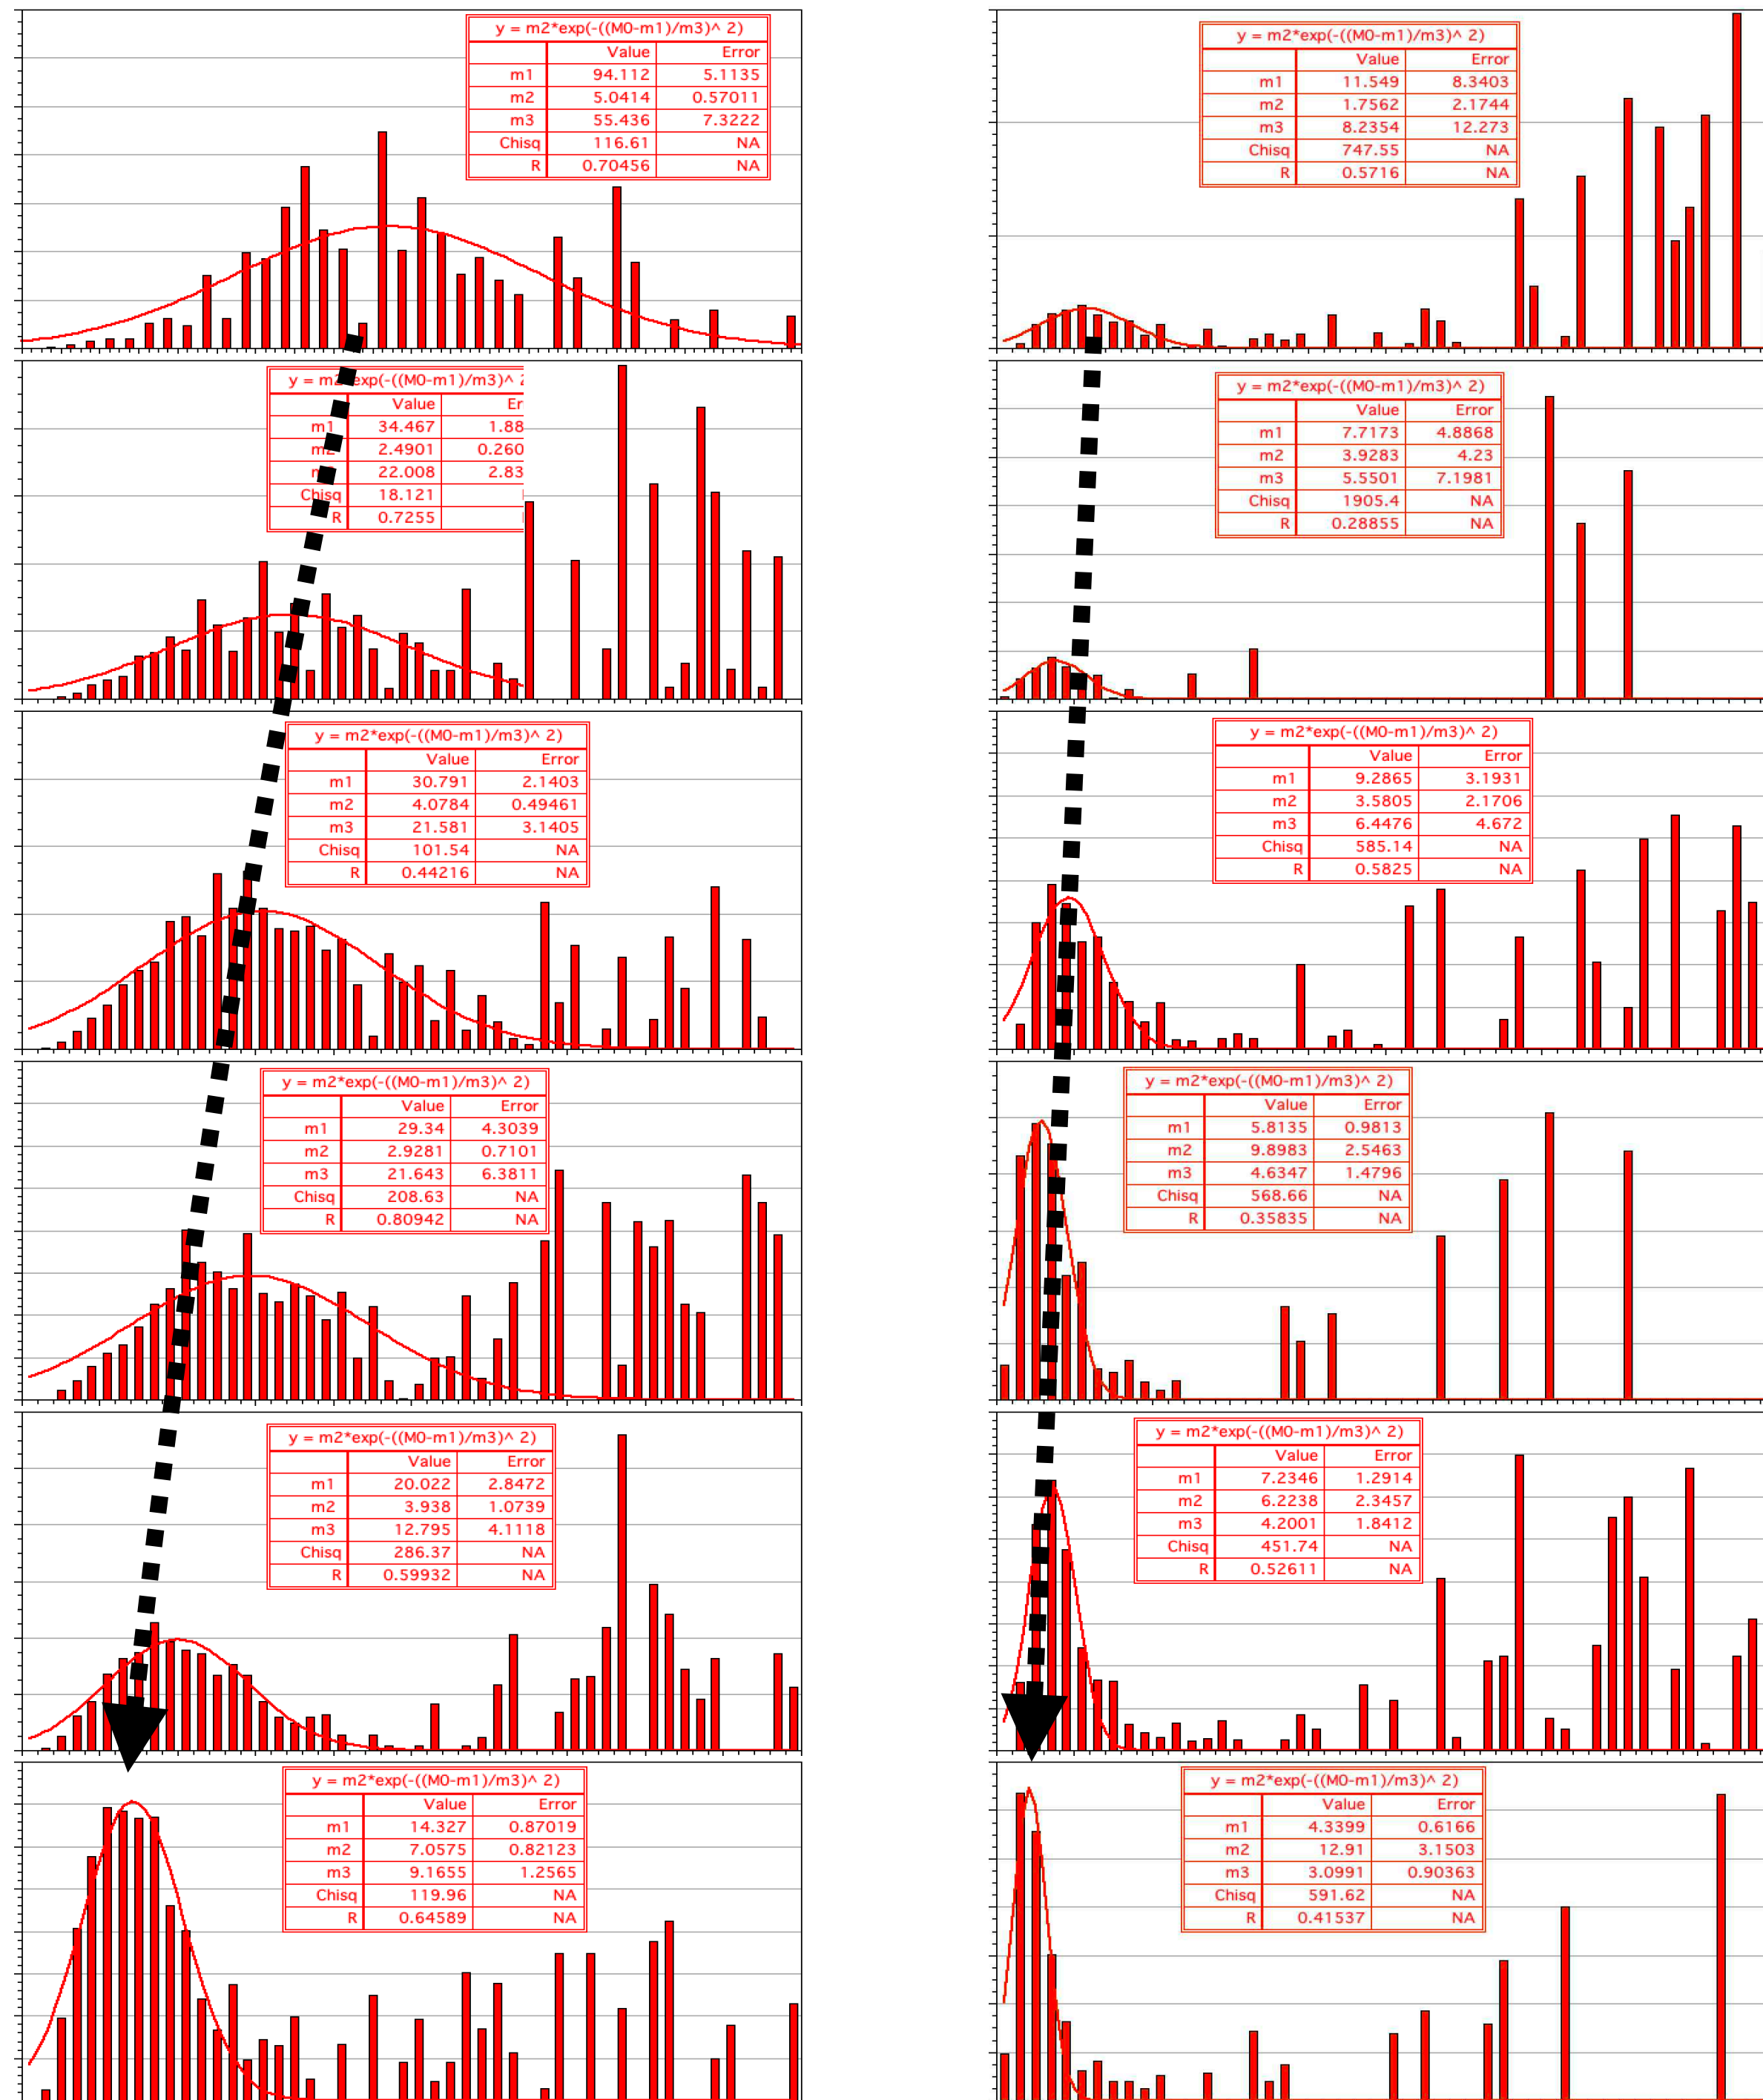 y = m2*exp(-((M0-m1)/m3)^ 2)
Value Error
m1 94.112 5.1135
m2 5.0414 0.57011
m3 55.436 7.3222
Chisq 116.61 NA
R 0.70456 NA
y = m2*exp(-((M0-m1)/m3)^ 2)
Value Error
m1 11.549 8.3403
m2 1.7562 2.1744
m3 8.2354 12.273
Chisq 747.55 NA
R 0.5716 NA
y = m2 exp(-((M0-m1)/m3)^
Value Er
m1 34.467 1.88
2.4901 0.260
22.008 2.83
Chisq 18.121
R 0.7255
y = m2*exp(-((M0-m1)/m3)^ 2)
Value Error
m1 7.7173 4.8868
m2 3.9283 4.23
m3 5.5501 7.1981
Chisq 1905.4 NA
R 0.28855 NA
y = m2*exp(-((M0-m1)/m3)^ 2)
Value Error
m1 30.791 2.1403
m2 4.0784 0.49461
m3 21.581 3.1405
Chisq 101.54 NA
R 0.44216 NA
y = m2*exp(-((M0-m1)/m3)^ 2)
Value Error
m1 9.2865 3.1931
m2 3.5805 2.1706
m3 6.4476 4.672
Chisq 585.14 NA
R 0.5825 NA
y = m2*exp(-((M0-m1)/m3)^ 2)
Value Error
m1 29.34 4.3039
m2 2.9281 0.7101
m3 21.643 6.3811
Chisq 208.63 NA
R 0.80942 NA
y = m2*exp(-((M0-m1)/m3)^ 2)
Value Error
m1 5.8135 0.9813
m2 9.8983 2.5463
m3 4.6347 1.4796
Chisq 568.66 NA
R 0.35835 NA
y = m2*exp(-((M0-m1)/m3)^ 2)
Value Error
m1 20.022 2.8472
m2 3.938 1.0739
m3 12.795 4.1118
Chisq 286.37 NA
R 0.59932 NA
y = m2*exp(-((M0-m1)/m3)^ 2)
Value Error
m1 7.2346 1.2914
m2 6.2238 2.3457
m3 4.2001 1.8412
Chisq 451.74 NA
R 0.52611 NA
y = m2*exp(-((M0-m1)/m3)^ 2)
Value Error
m1 14.327 0.87019
m2 7.0575 0.82123
m3 9.1655 1.2565
Chisq 119.96 NA
R 0.64589 NA
y = m2*exp(-((M0-m1)/m3)^ 2)
Value Error
m1 4.3399 0.6166
m2 12.91 3.1503
m3 3.0991 0.90363
Chisq 591.62 NA
R 0.41537 NA